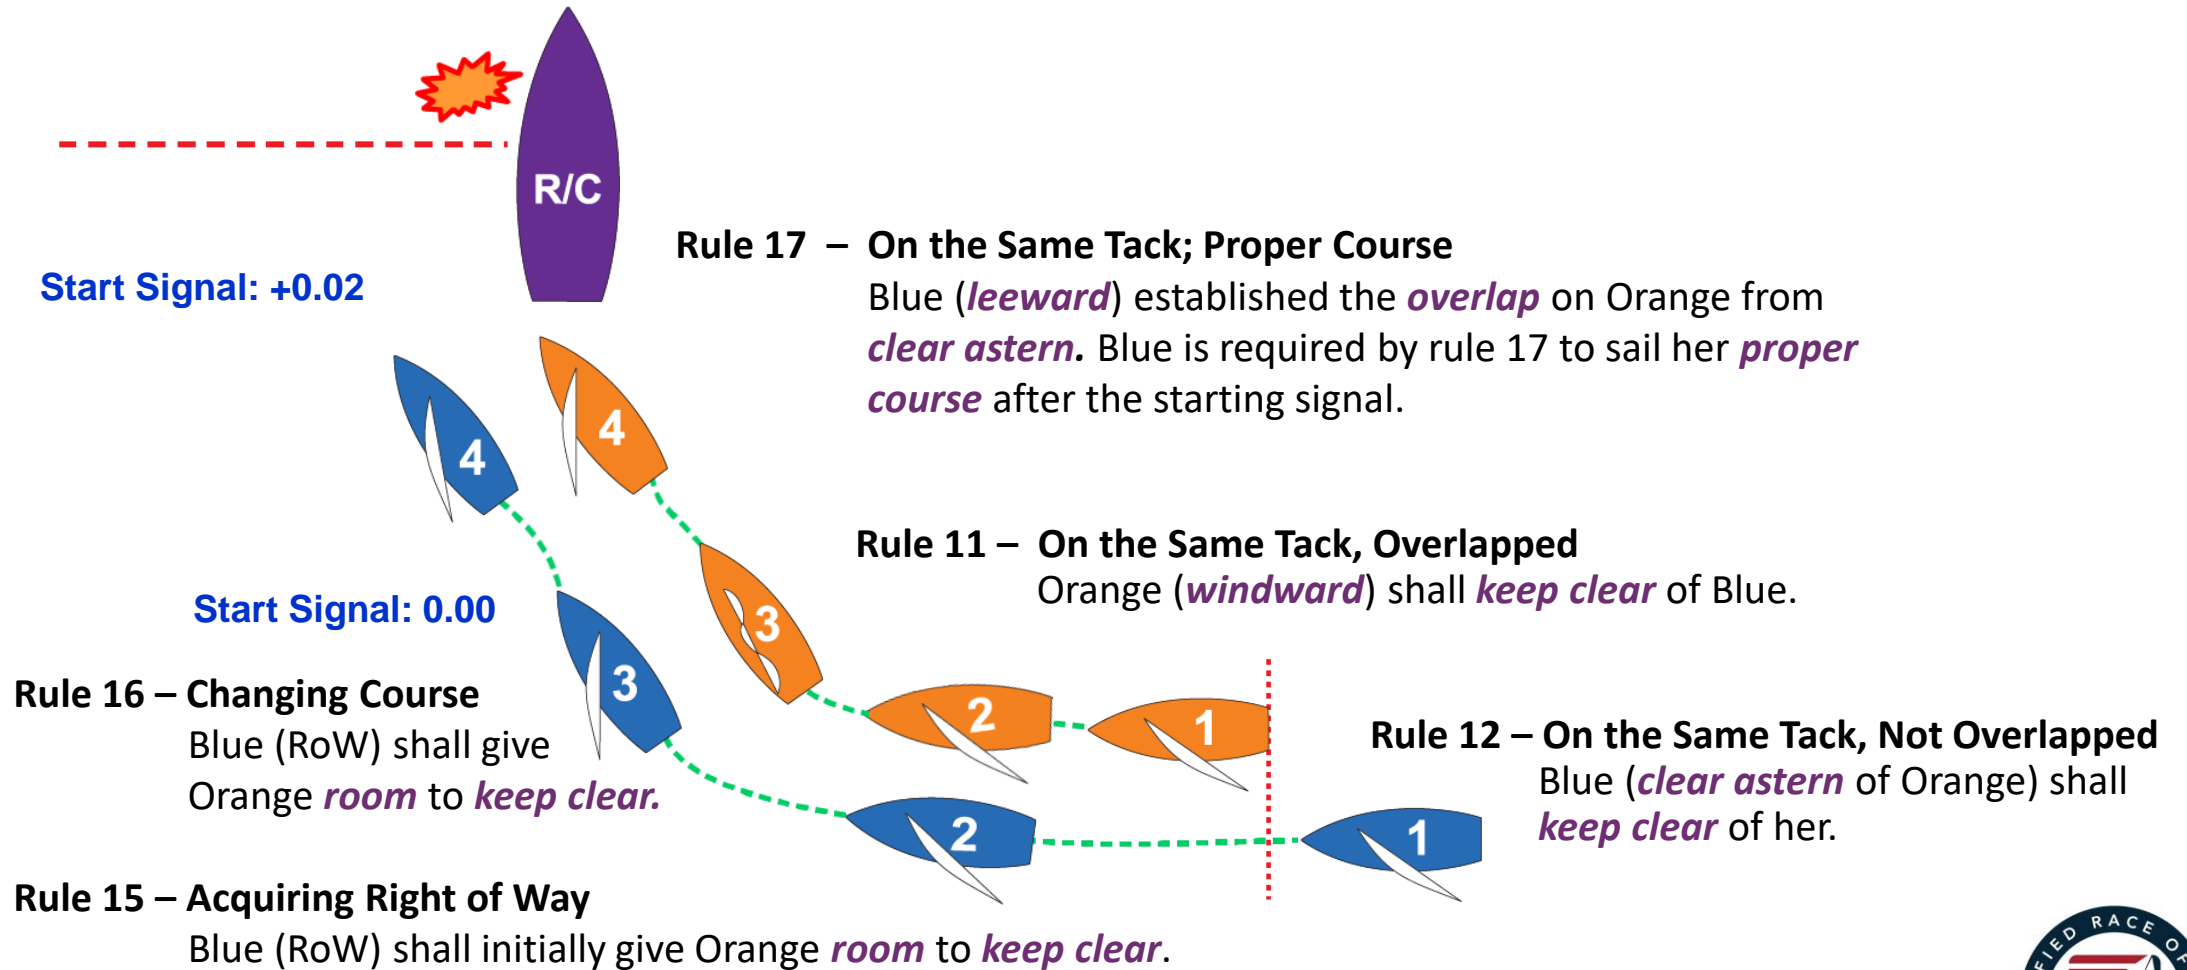 R/C
Start Signal: +0.02
Rule 17 – On the Same Tack; Proper Course
Blue (leeward) established the overlap on Orange from
clear astern. Blue is required by rule 17 to sail her proper
course after the starting signal.
4
4
Rule 11 – On the Same Tack, Overlapped
Orange (windward) shall keep clear of Blue.
Start Signal: 0.00
3
3
Rule 16 – Changing Course
Blue (RoW) shall give
Orange room to keep clear.
2
1
Rule 12 – On the Same Tack, Not Overlapped
Blue (clear astern of Orange) shall
keep clear of her.
2
1
Rule 15 – Acquiring Right of Way
Blue (RoW) shall initially give Orange room to keep clear.
RACE